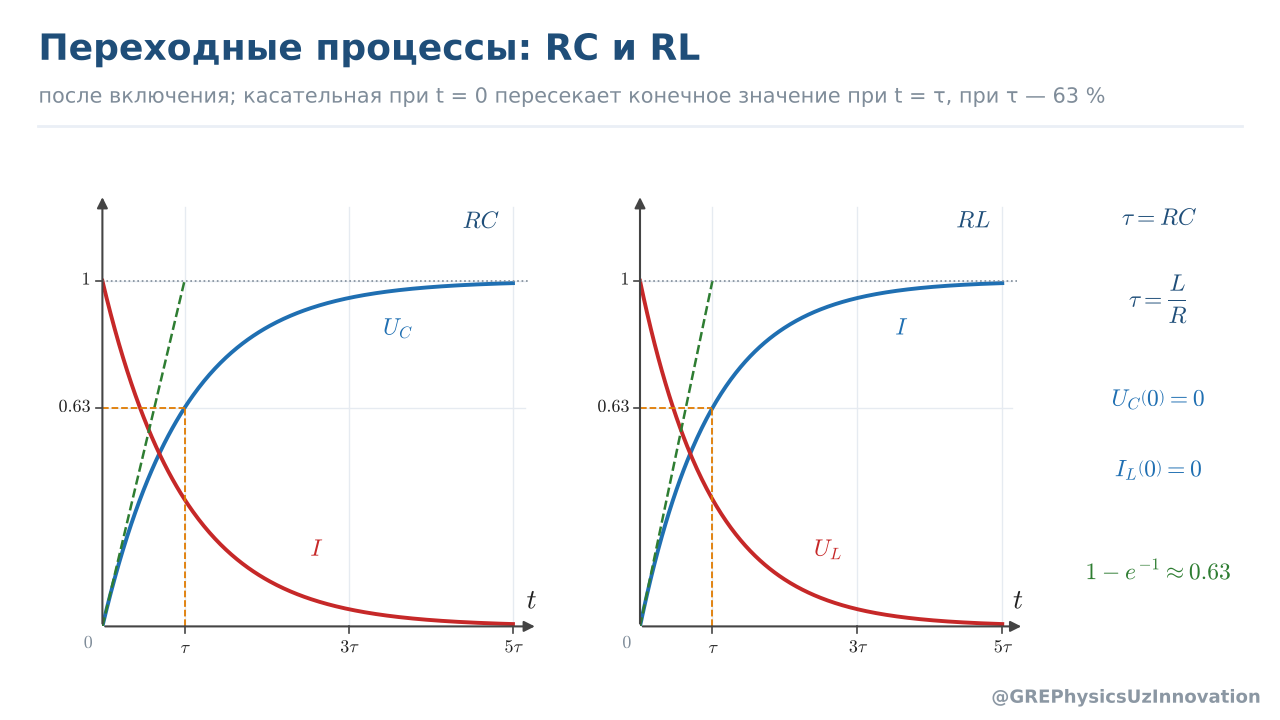 Переходные процессы: RC и RL
после включения; касательная при t = 0 пересекает конечное значение при t = τ, при τ — 63 %
RC
1
U_C
0.63
I
t
0
τ
3τ
5τ
RL
1
I
0.63
U_L
t
0
τ
3τ
5τ
τ = RC
τ = L/R
U_C(0) = 0
I_L(0) = 0
1 − e^{−1} ≈ 0.63
@GREPhysicsUzInnovation